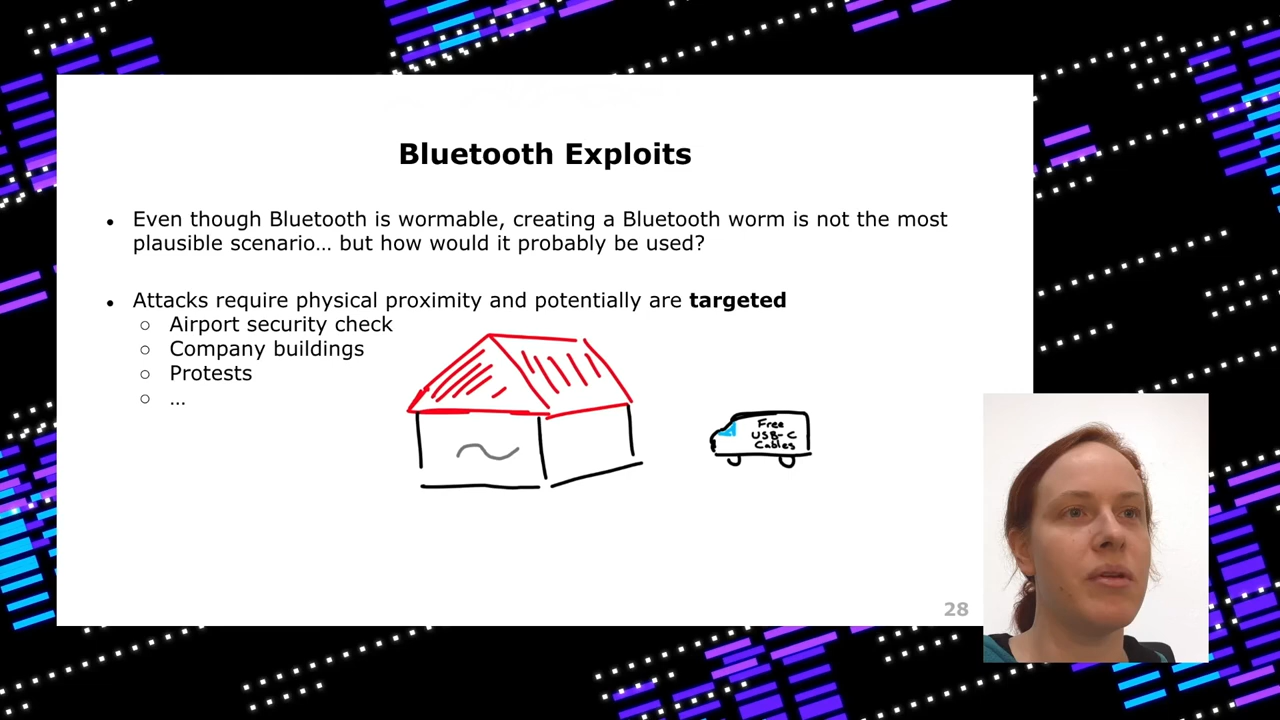 Bluetooth Exploits
• Even though Bluetooth is wormable, creating a Bluetooth worm is not the most
plausible scenario… but how would it probably be used?
• Attacks require physical proximity and potentially are targeted
○ Airport security check
○ Company buildings
○ Protests
○ …
Free
USB-C
Cables
28